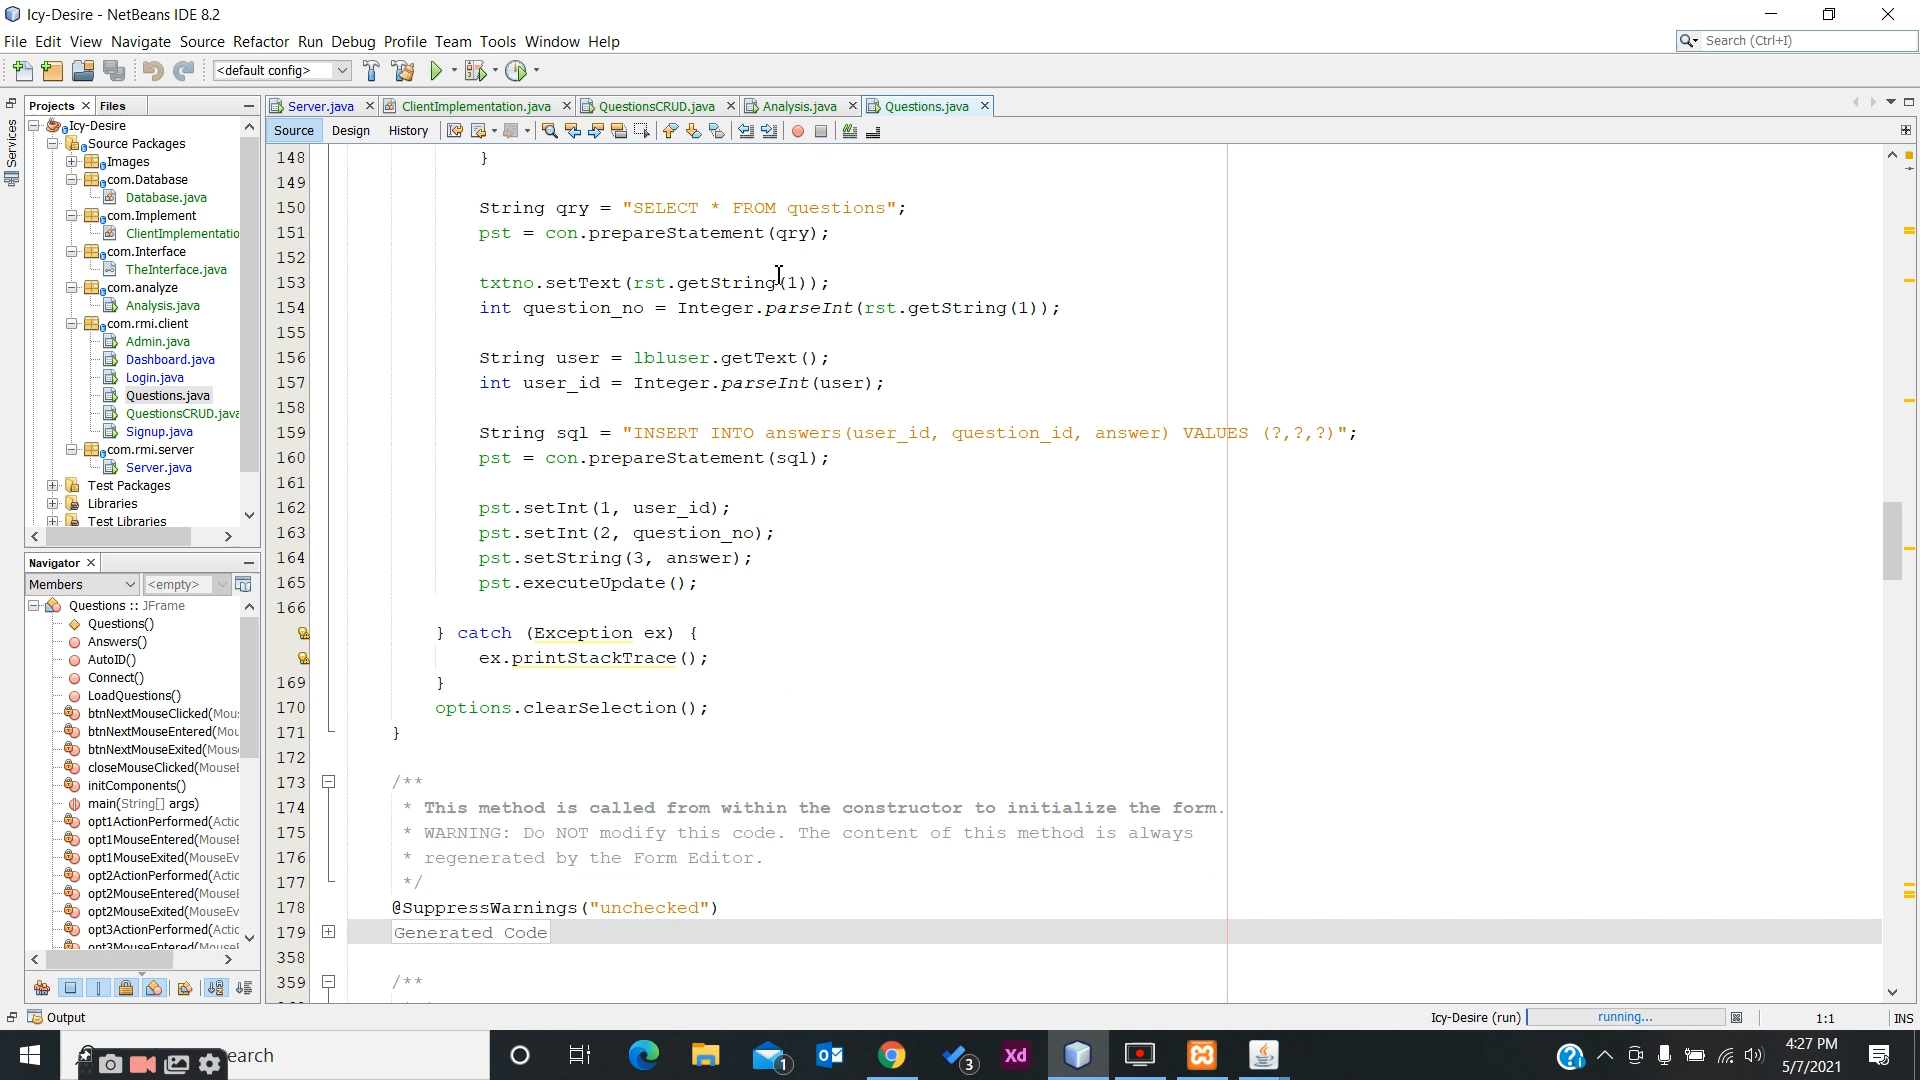 Icy-Desire - NetBeans IDE 8.2
File Edit View Navigate Source Refactor Run Debug Profile Team Tools Window Help
Search (Ctrl+I)
<default config>
Projects
Files
Server.java
ClientImplementation.java
QuestionsCRUD.java
Analysis.java
Questions.java
Services
Source
Design
History
Icy-Desire
Source Packages
Images
com.Database
Database.java
com.Implement
ClientImplementatio
com.Interface
TheInterface.java
com.analyze
Analysis.java
com.rmi.client
Admin.java
Dashboard.java
Login.java
Questions.java
QuestionsCRUD.java
Signup.java
com.rmi.server
Server.java
Test Packages
Libraries
Test Libraries
Navigator
Members
<empty>
Questions :: JFrame
Questions()
Answers()
AutoID()
Connect()
LoadQuestions()
btnNextMouseClicked(Mou
btnNextMouseEntered(Mou
btnNextMouseExited(Mous
closeMouseClicked(MouseE
initComponents()
main(String[] args)
opt1ActionPerformed(Actic
opt1MouseEntered(MouseE
opt1MouseExited(MouseEv
opt2ActionPerformed(Actic
opt2MouseEntered(MouseE
opt2MouseExited(MouseEv
opt3ActionPerformed(Actic
opt3MouseEntered(MouseE
148 }
149
150 String qry = "SELECT * FROM questions";
151 pst = con.prepareStatement(qry);
152
153 txtno.setText(rst.getString(1));
154 int question_no = Integer.parseInt(rst.getString(1));
155
156 String user = lbluser.getText();
157 int user_id = Integer.parseInt(user);
158
159 String sql = "INSERT INTO answers(user_id, question_id, answer) VALUES (?,?,?)";
160 pst = con.prepareStatement(sql);
161
162 pst.setInt(1, user_id);
163 pst.setInt(2, question_no);
164 pst.setString(3, answer);
165 pst.executeUpdate();
166
} catch (Exception ex) {
ex.printStackTrace();
169 }
170 options.clearSelection();
171 }
172
173 /**
174 * This method is called from within the constructor to initialize the form.
175 * WARNING: Do NOT modify this code. The content of this method is always
176 * regenerated by the Form Editor.
177 */
178 @SuppressWarnings("unchecked")
179 Generated Code
358
359 /**
Output
Icy-Desire (run)
running...
1:1
INS
earch
1
3
Xd
4:27 PM
5/7/2021